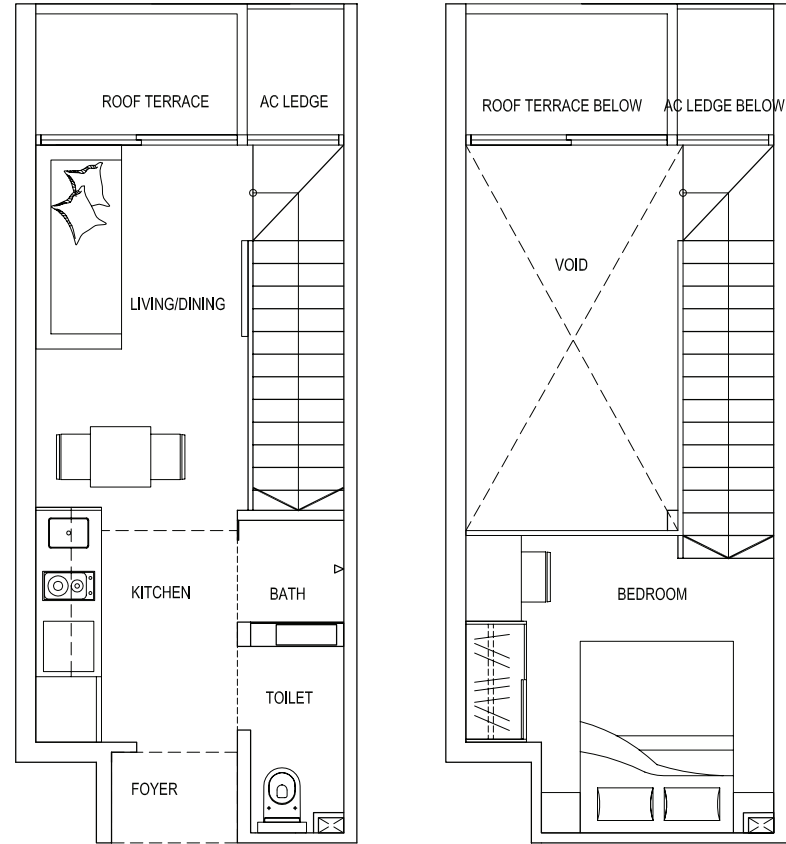 ROOF TERRACE
AC LEDGE
LIVING/DINING
KITCHEN
BATH
TOILET
FOYER
ROOF TERRACE BELOW
AC LEDGE BELOW
VOID
BEDROOM